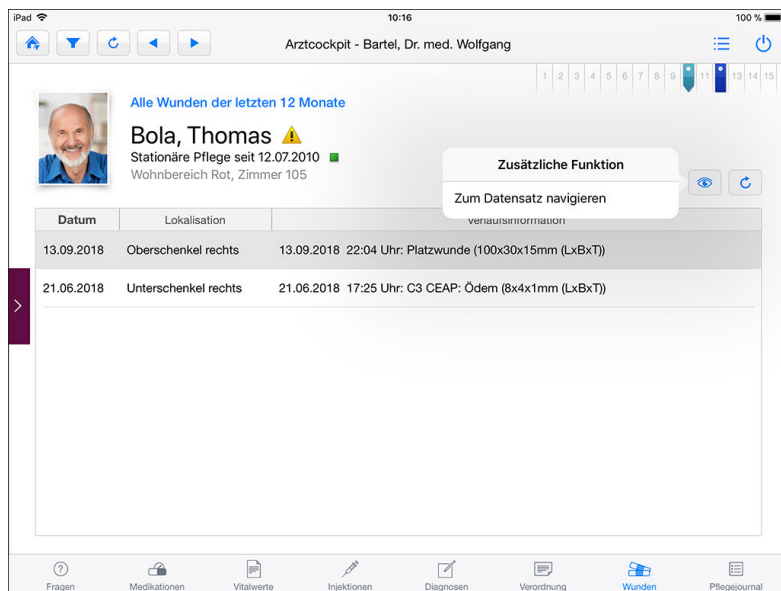 iPad 10:16 100 %
Arztcockpit - Bartel, Dr. med. Wolfgang
1 2 3 4 5 6 7 8 9 11 13 14 15
Alle Wunden der letzten 12 Monate
Bola, Thomas
Stationäre Pflege seit 12.07.2010
Wohnbereich Rot, Zimmer 105
Zusätzliche Funktion
Zum Datensatz navigieren
Datum Lokalisation Verlaufsinformation
13.09.2018 Oberschenkel rechts 13.09.2018 22:04 Uhr: Platzwunde (100x30x15mm (LxBxT))
21.06.2018 Unterschenkel rechts 21.06.2018 17:25 Uhr: C3 CEAP: Ödem (8x4x1mm (LxBxT))
Fragen Medikationen Vitalwerte Injektionen Diagnosen Verordnung Wunden Pflegejournal